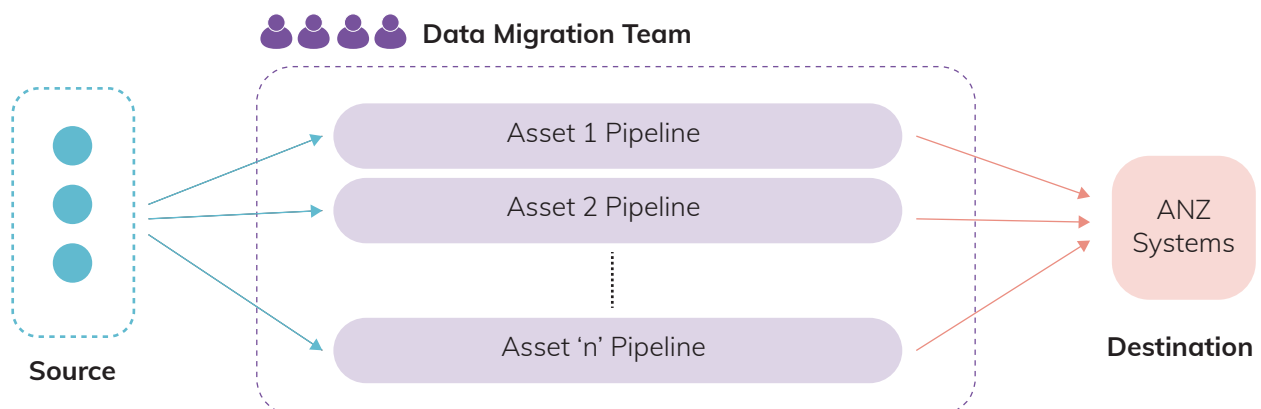 Data Migration Team
Asset 1 Pipeline
Asset 2 Pipeline
Asset ‘n’ Pipeline
ANZ
Systems
Source
Destination